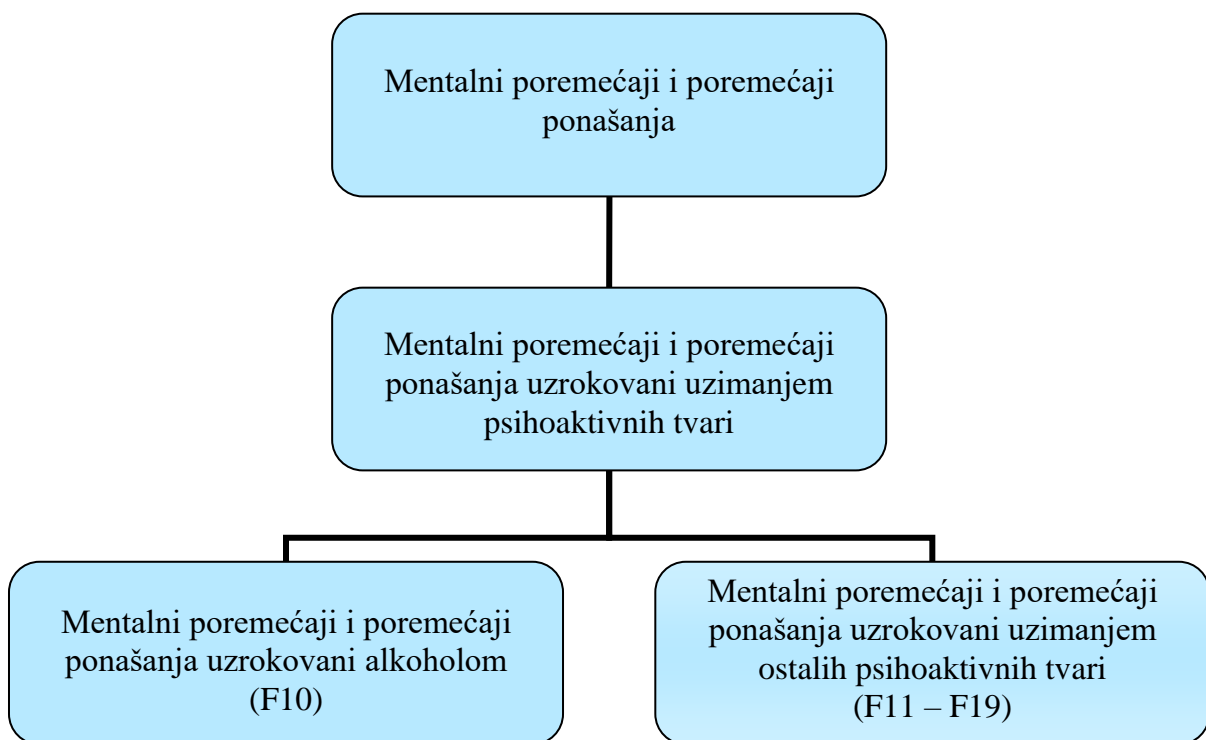 Mentalni poremećaji i poremećaji
ponašanja
Mentalni poremećaji i poremećaji
ponašanja uzrokovani uzimanjem
psihoaktivnih tvari
Mentalni poremećaji i poremećaji
ponašanja uzrokovani alkoholom
(F10)
Mentalni poremećaji i poremećaji
ponašanja uzrokovani uzimanjem
ostalih psihoaktivnih tvari
(F11 – F19)